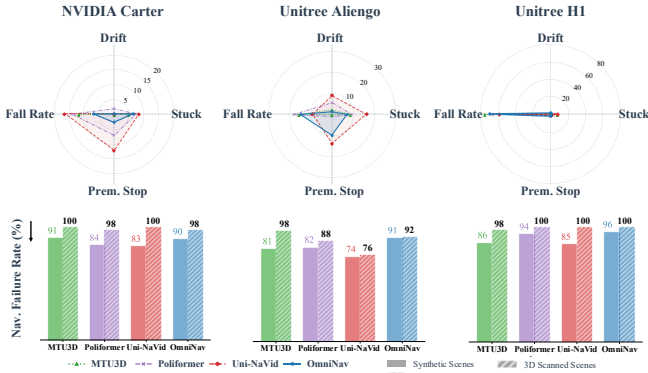 NVIDIA Carter
Unitree Aliengo
Unitree H1
Drift
20
5
10
Fall Rate
Stuck
Prem. Stop
Drift
30
20
10
Fall Rate
Stuck
Prem. Stop
Drift
80
60
40
20
Fall Rate
Stuck
Prem. Stop
Nav. Failure Rate (%)
91 100 84 98 83 100 90 98
MTU3D Poliformer Uni-NaVid OmniNav
81 98 82 88 74 76 91 92
MTU3D Poliformer Uni-NaVid OmniNav
86 98 94 100 85 100 96 100
MTU3D Poliformer Uni-NaVid OmniNav
MTU3D Poliformer Uni-NaVid OmniNav Synthetic Scenes 3D Scanned Scenes